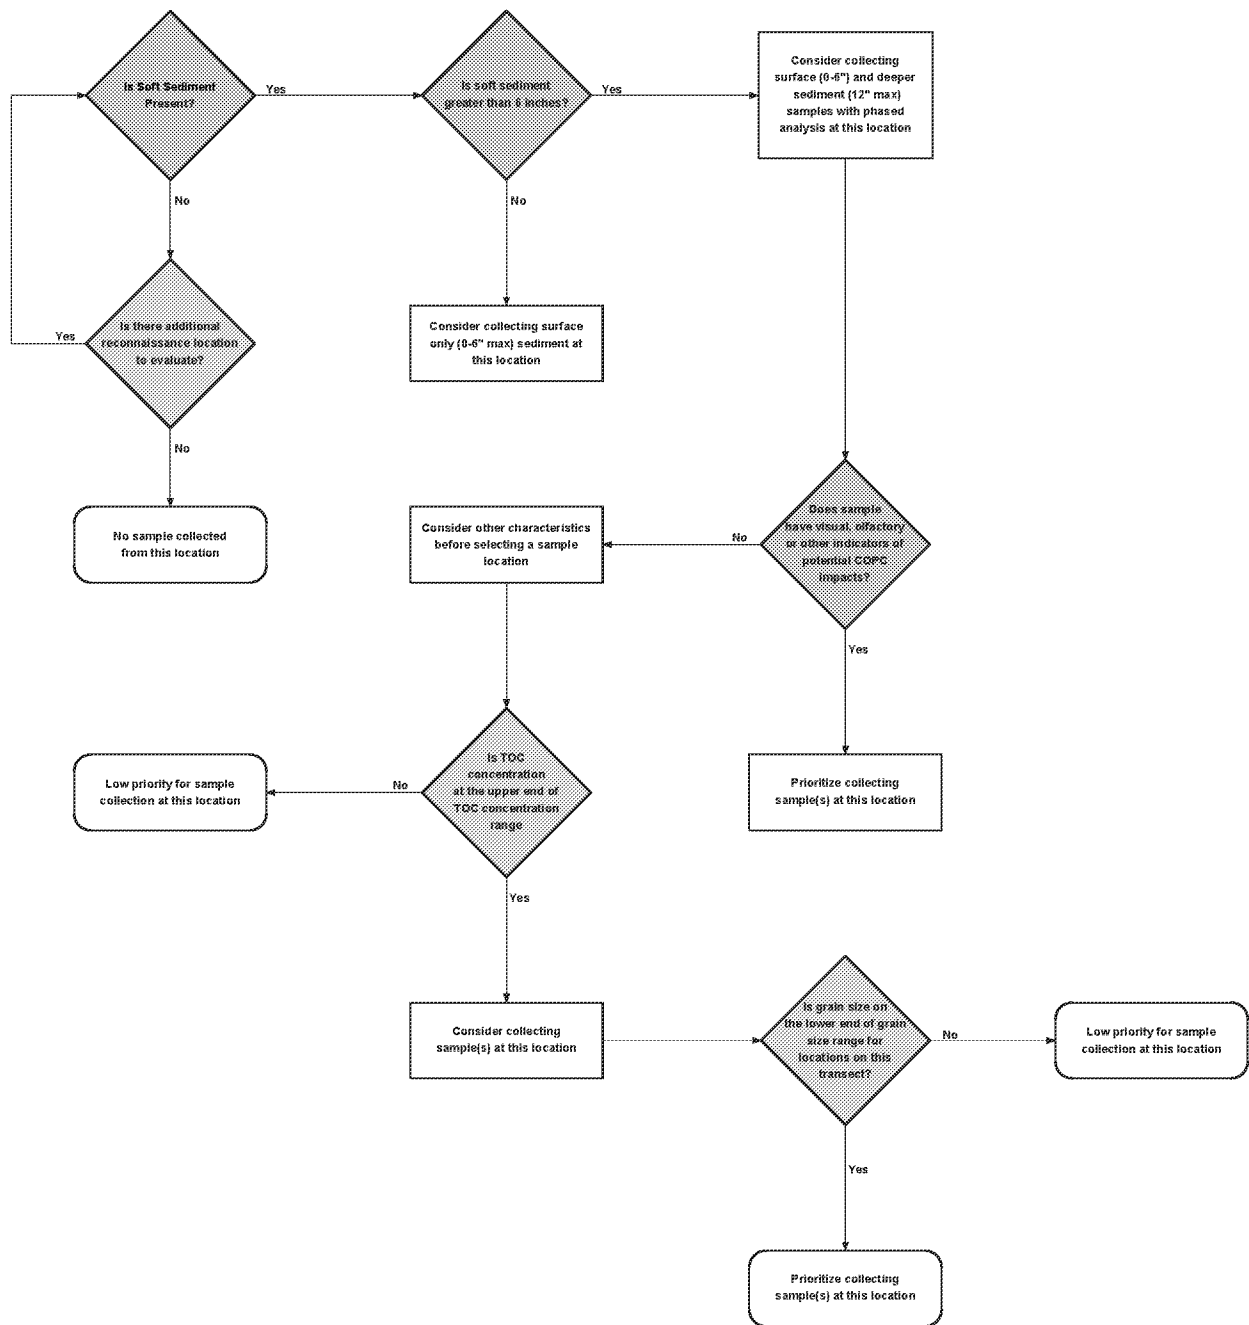 Is Soft Sediment
Present?
Yes
Is soft sediment
greater than 6 inches?
Yes
Consider collecting
surface (0-6") and deeper
sediment (12" max)
samples with phased
analysis at this location
No
No
Is there additional
reconnaissance location
to evaluate?
Yes
Consider collecting surface
only (0-6" max) sediment at
this location
No
No sample collected
from this location
Consider other characteristics
before selecting a sample
location
No
Does sample
have visual, olfactory
or other indicators of
potential COPC
impacts?
Yes
Low priority for sample
collection at this location
No
Is TOC
concentration
at the upper end of
TOC concentration
range
Prioritize collecting
sample(s) at this location
Yes
Consider collecting
sample(s) at this location
Is grain size on
the lower end of grain
size range for
locations on this
transect?
No
Low priority for sample
collection at this location
Yes
Prioritize collecting
sample(s) at this location